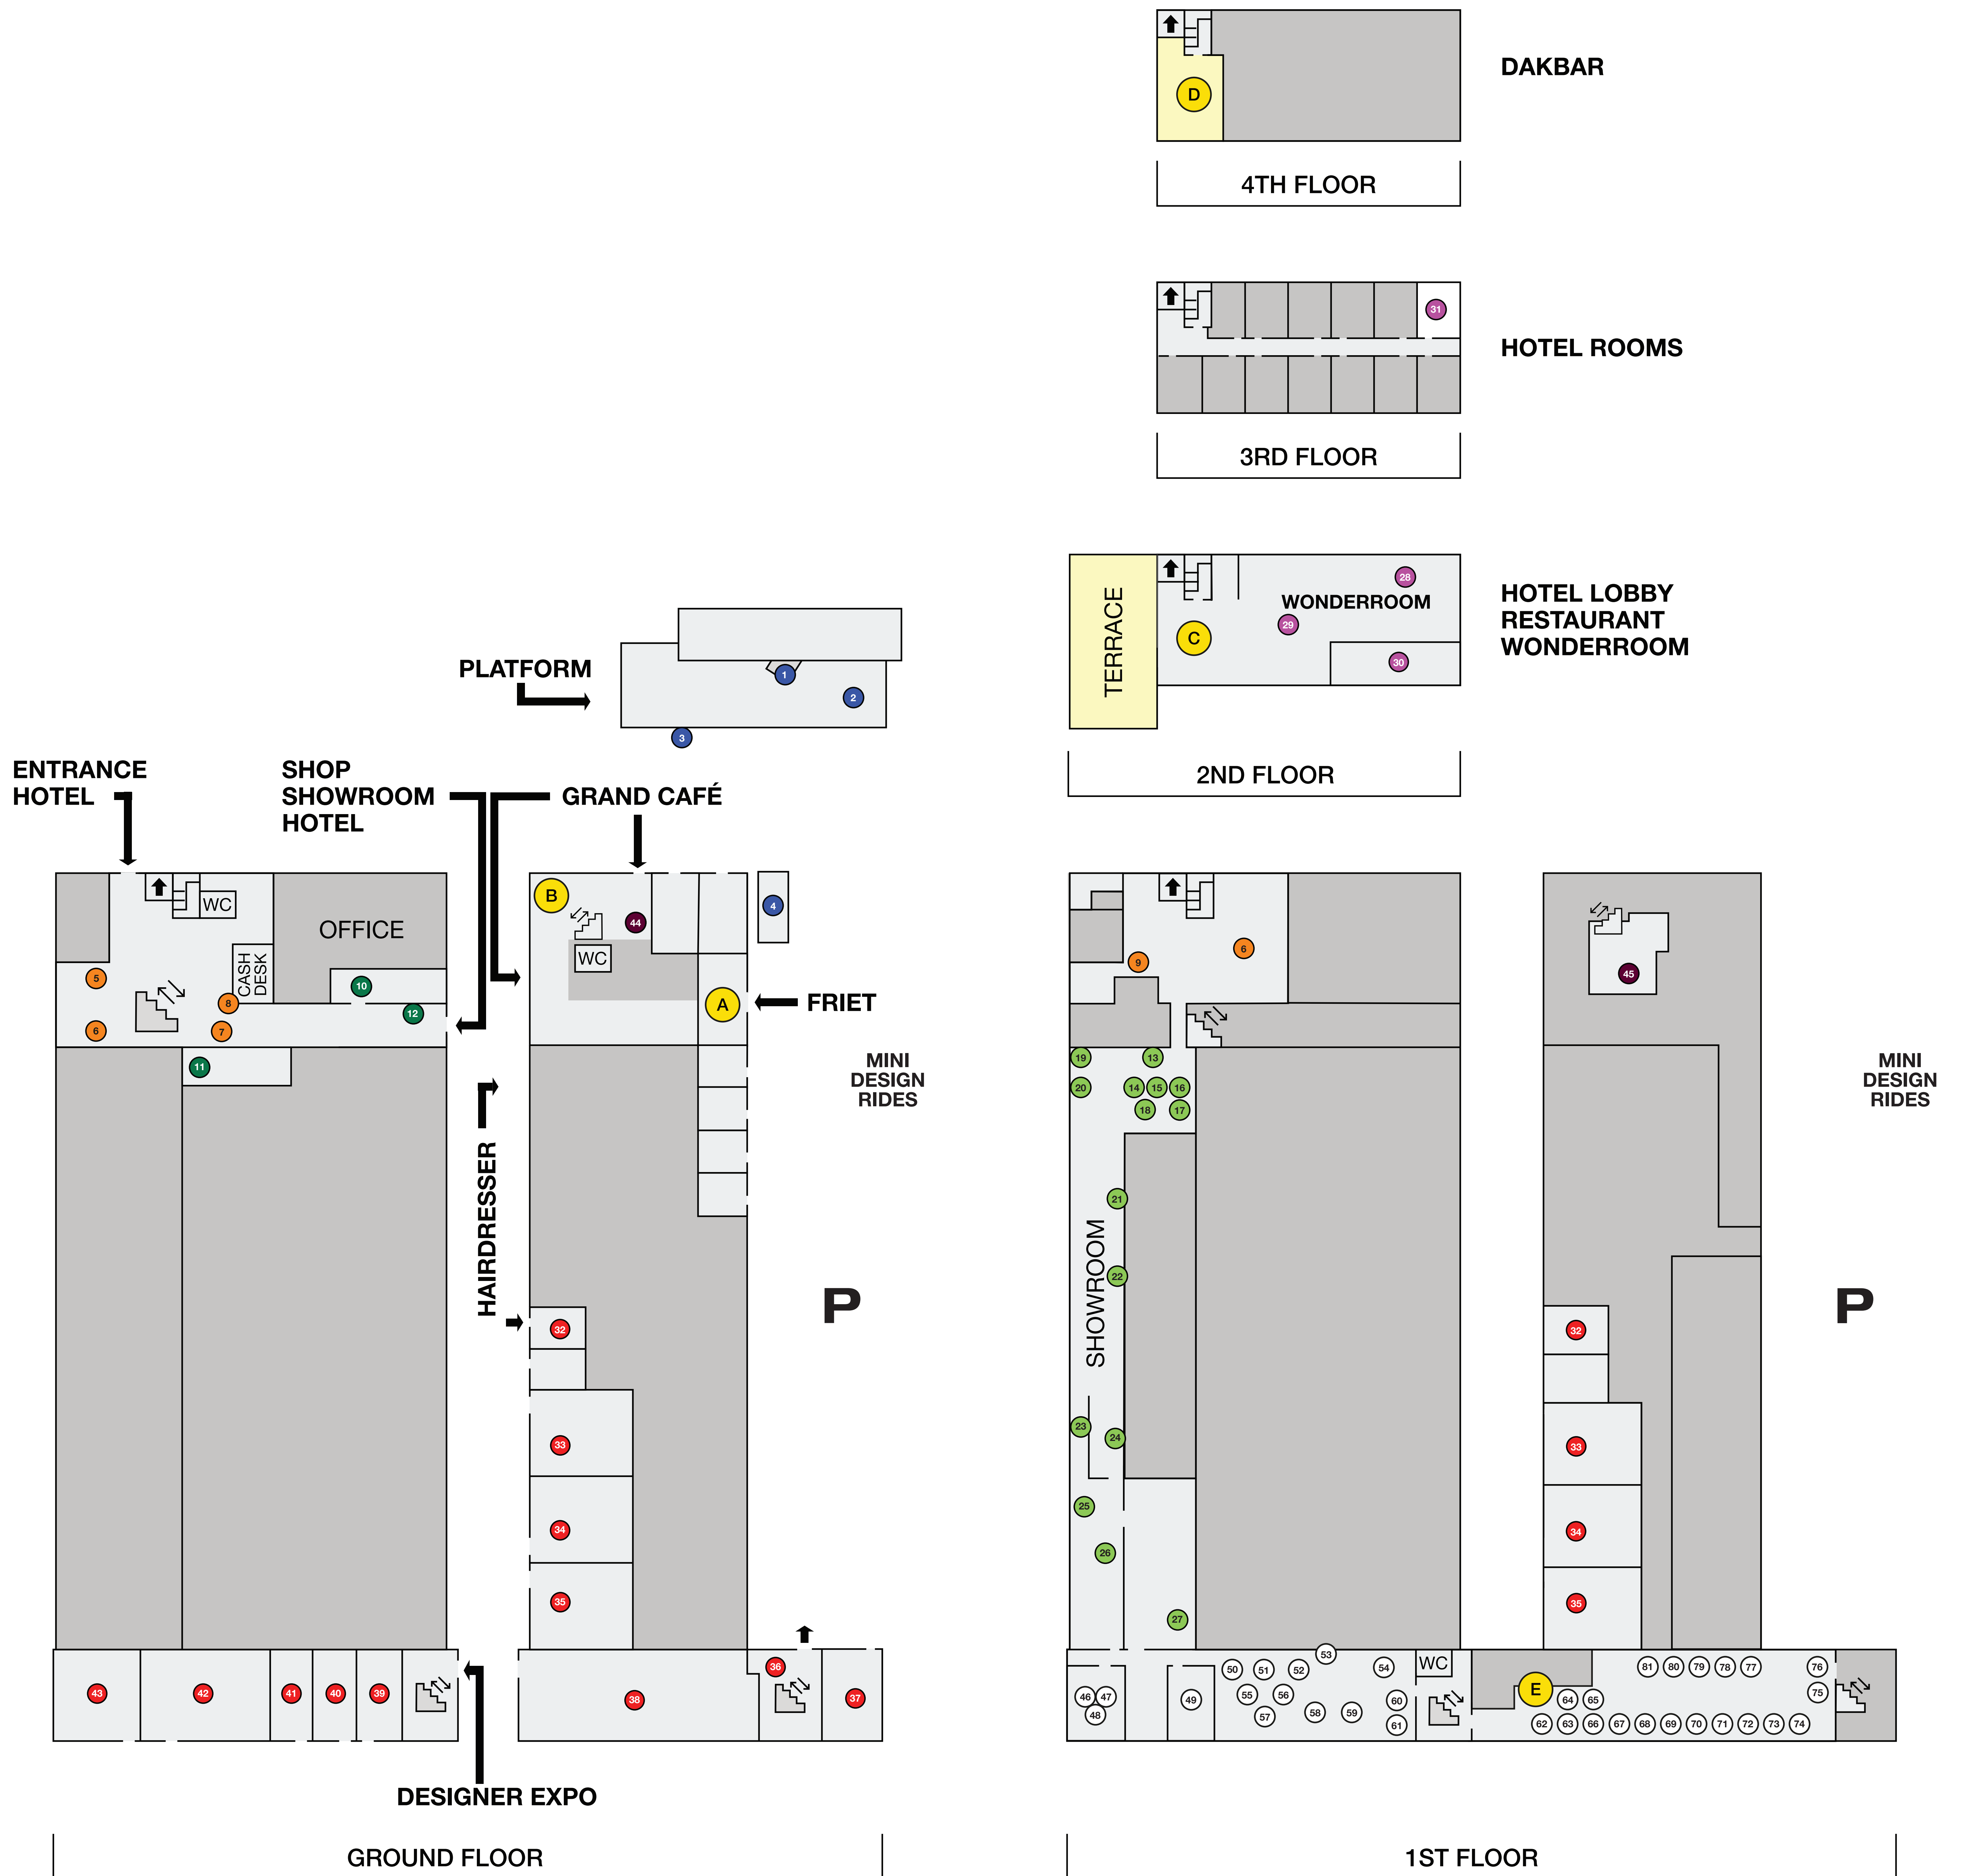 D
DAKBAR
4TH FLOOR
31
HOTEL ROOMS
3RD FLOOR
TERRACE
28
WONDERROOM
29
C
30
HOTEL LOBBY
RESTAURANT
WONDERROOM
2ND FLOOR
PLATFORM
1
2
3
ENTRANCE
HOTEL
SHOP
SHOWROOM
HOTEL
GRAND CAFÉ
WC
OFFICE
CASH
DESK
5
6
8
7
10
12
11
B
44
WC
4
A
FRIET
MINI
DESIGN
RIDES
HAIRDRESSER
P
32
33
34
35
36
37
38
43
42
41
40
39
DESIGNER EXPO
GROUND FLOOR
9
6
45
19
13
20
14
15
16
18
17
21
SHOWROOM
22
23
24
25
26
27
MINI
DESIGN
RIDES
P
32
33
34
35
46
47
48
49
50
51
52
53
54
55
56
57
58
59
60
61
WC
E
64
65
62
63
66
67
68
69
70
71
72
73
74
81
80
79
78
77
76
75
1ST FLOOR